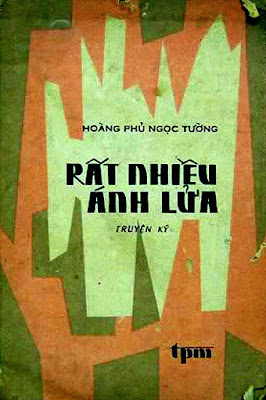 HOÀNG PHỦ NGỌC TƯỜNG
RẤT NHIỀU
ÁNH LỬA
TRUYỆN KÝ
tpm